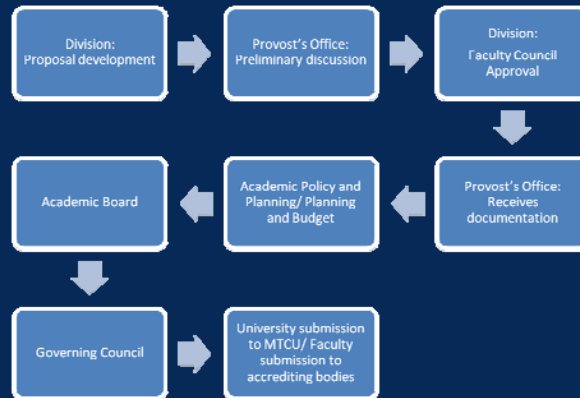 Division:
Proposal development
Provost's Office:
Preliminary discussion
Division:
Faculty Council
Approval
Provost's Office:
Receives
documentation
Academic Policy and
Planning/ Planning
and Budget
Academic Board
Governing Council
University submission
to MTCU/ Faculty
submission to
accrediting bodies